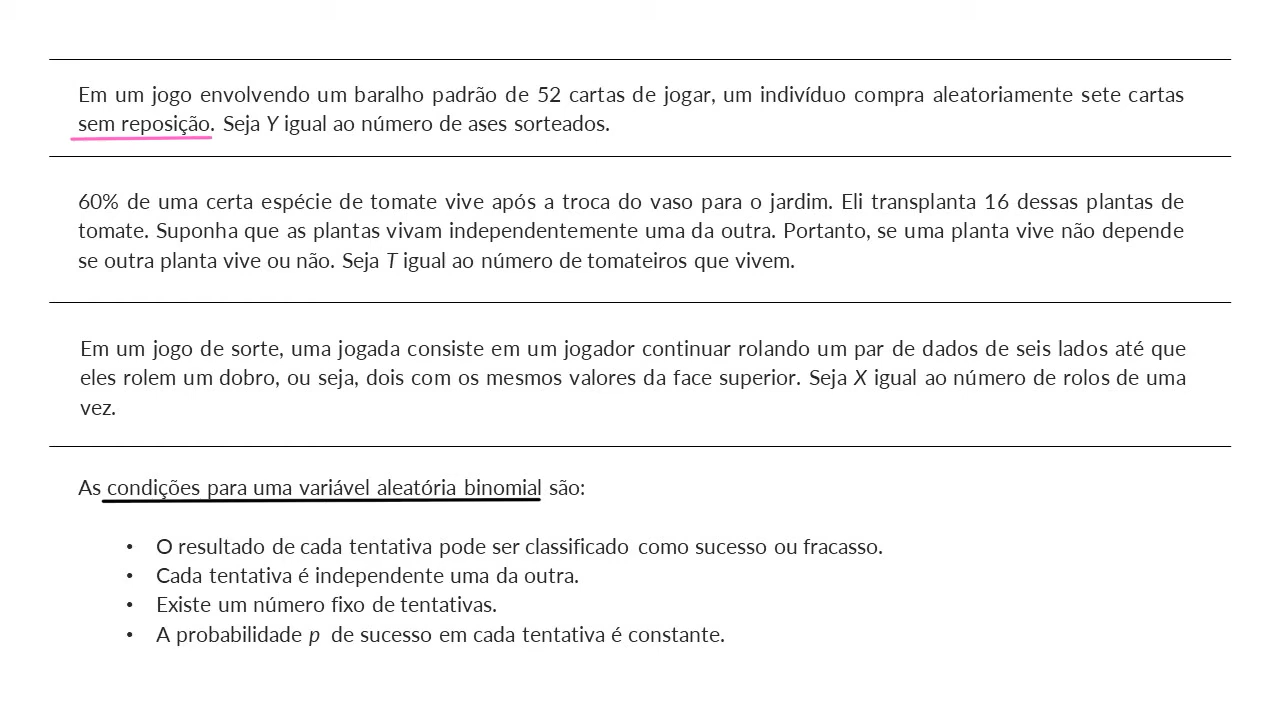 Em um jogo envolvendo um baralho padrão de 52 cartas de jogar, um indivíduo compra aleatoriamente sete cartas
sem reposição. Seja Y igual ao número de ases sorteados.
60% de uma certa espécie de tomate vive após a troca do vaso para o jardim. Eli transplanta 16 dessas plantas de
tomate. Suponha que as plantas vivam independentemente uma da outra. Portanto, se uma planta vive não depende
se outra planta vive ou não. Seja T igual ao número de tomateiros que vivem.
Em um jogo de sorte, uma jogada consiste em um jogador continuar rolando um par de dados de seis lados até que
eles rolem um dobro, ou seja, dois com os mesmos valores da face superior. Seja X igual ao número de rolos de uma
vez.
As condições para uma variável aleatória binomial são:
• O resultado de cada tentativa pode ser classificado como sucesso ou fracasso.
• Cada tentativa é independente uma da outra.
• Existe um número fixo de tentativas.
• A probabilidade p de sucesso em cada tentativa é constante.